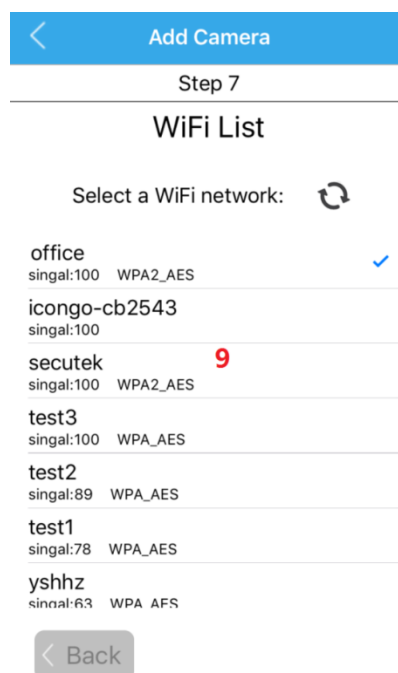 Add Camera
Step 7
WiFi List
Select a WiFi network:
office
singal:100 WPA2_AES
icongo-cb2543
singal:100
secutek 9
singal:100 WPA2_AES
test3
singal:100 WPA_AES
test2
singal:89 WPA_AES
test1
singal:78 WPA_AES
yshhz
singal:63 WPA_AES
Back